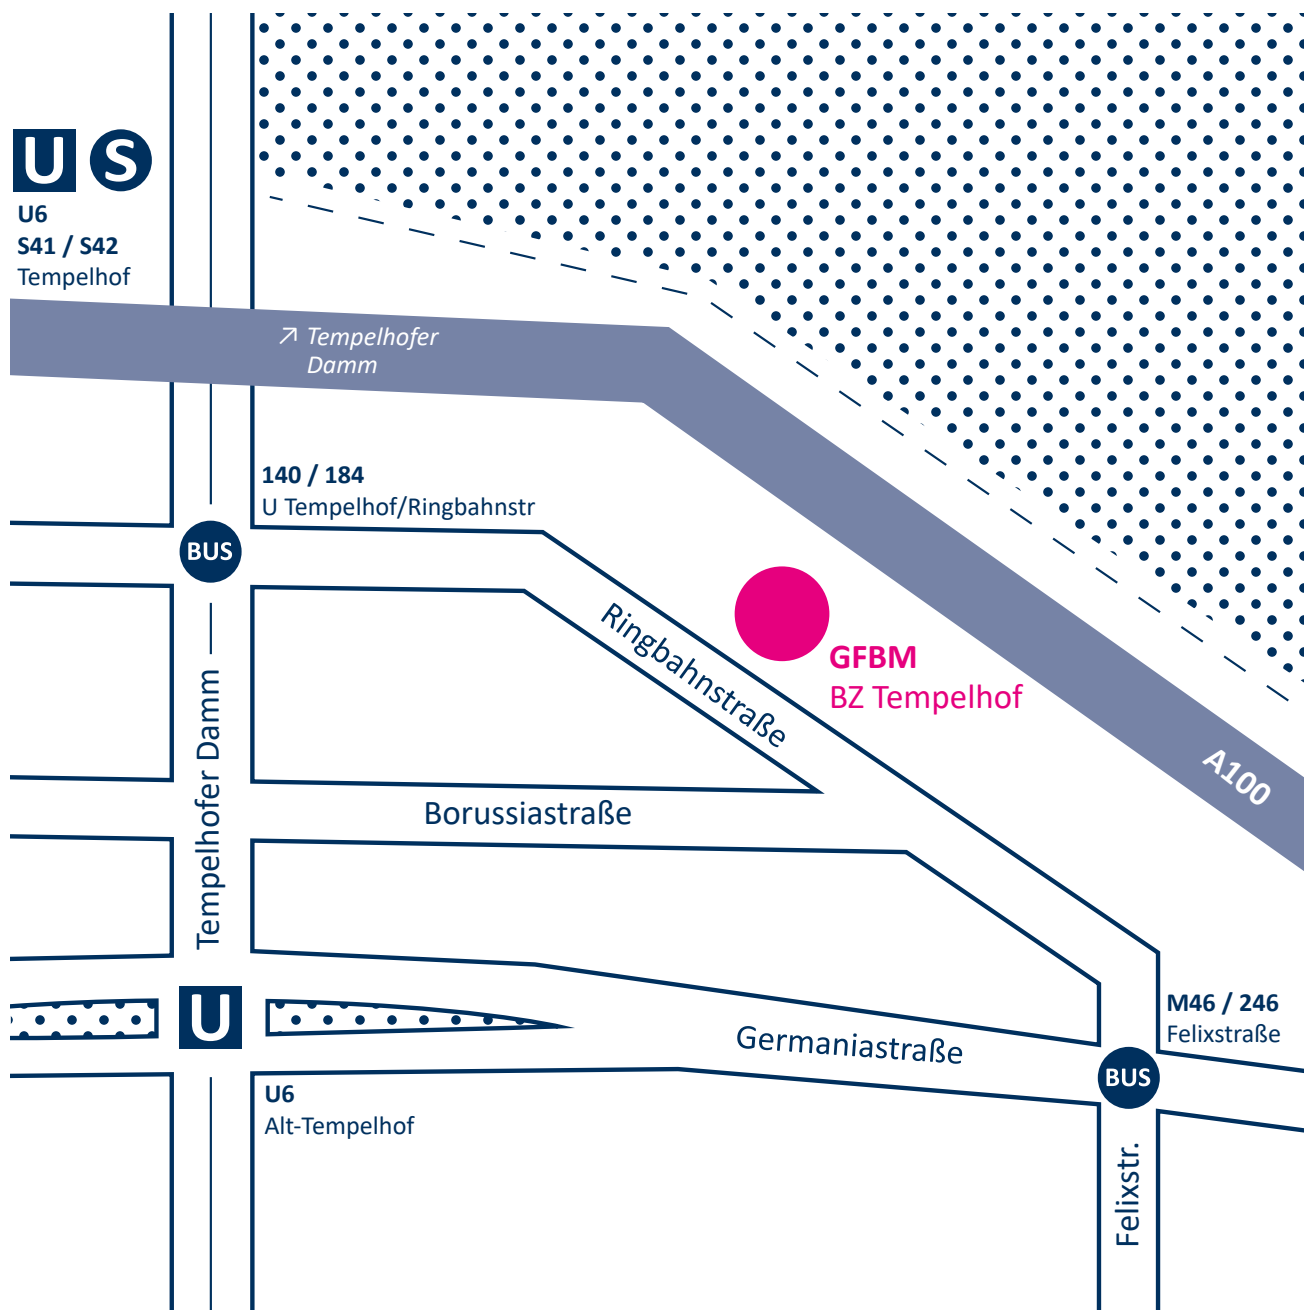 U S
U6
S41 / S42
Tempelhof
↗ Tempelhofer
Damm
140 / 184
U Tempelhof/Ringbahnstr
BUS
Ringbahnstraße
GFBM
BZ Tempelhof
A100
Tempelhofer Damm
Borussiastraße
U
U6
Alt-Tempelhof
Germaniastraße
M46 / 246
Felixstraße
BUS
Felixstr.